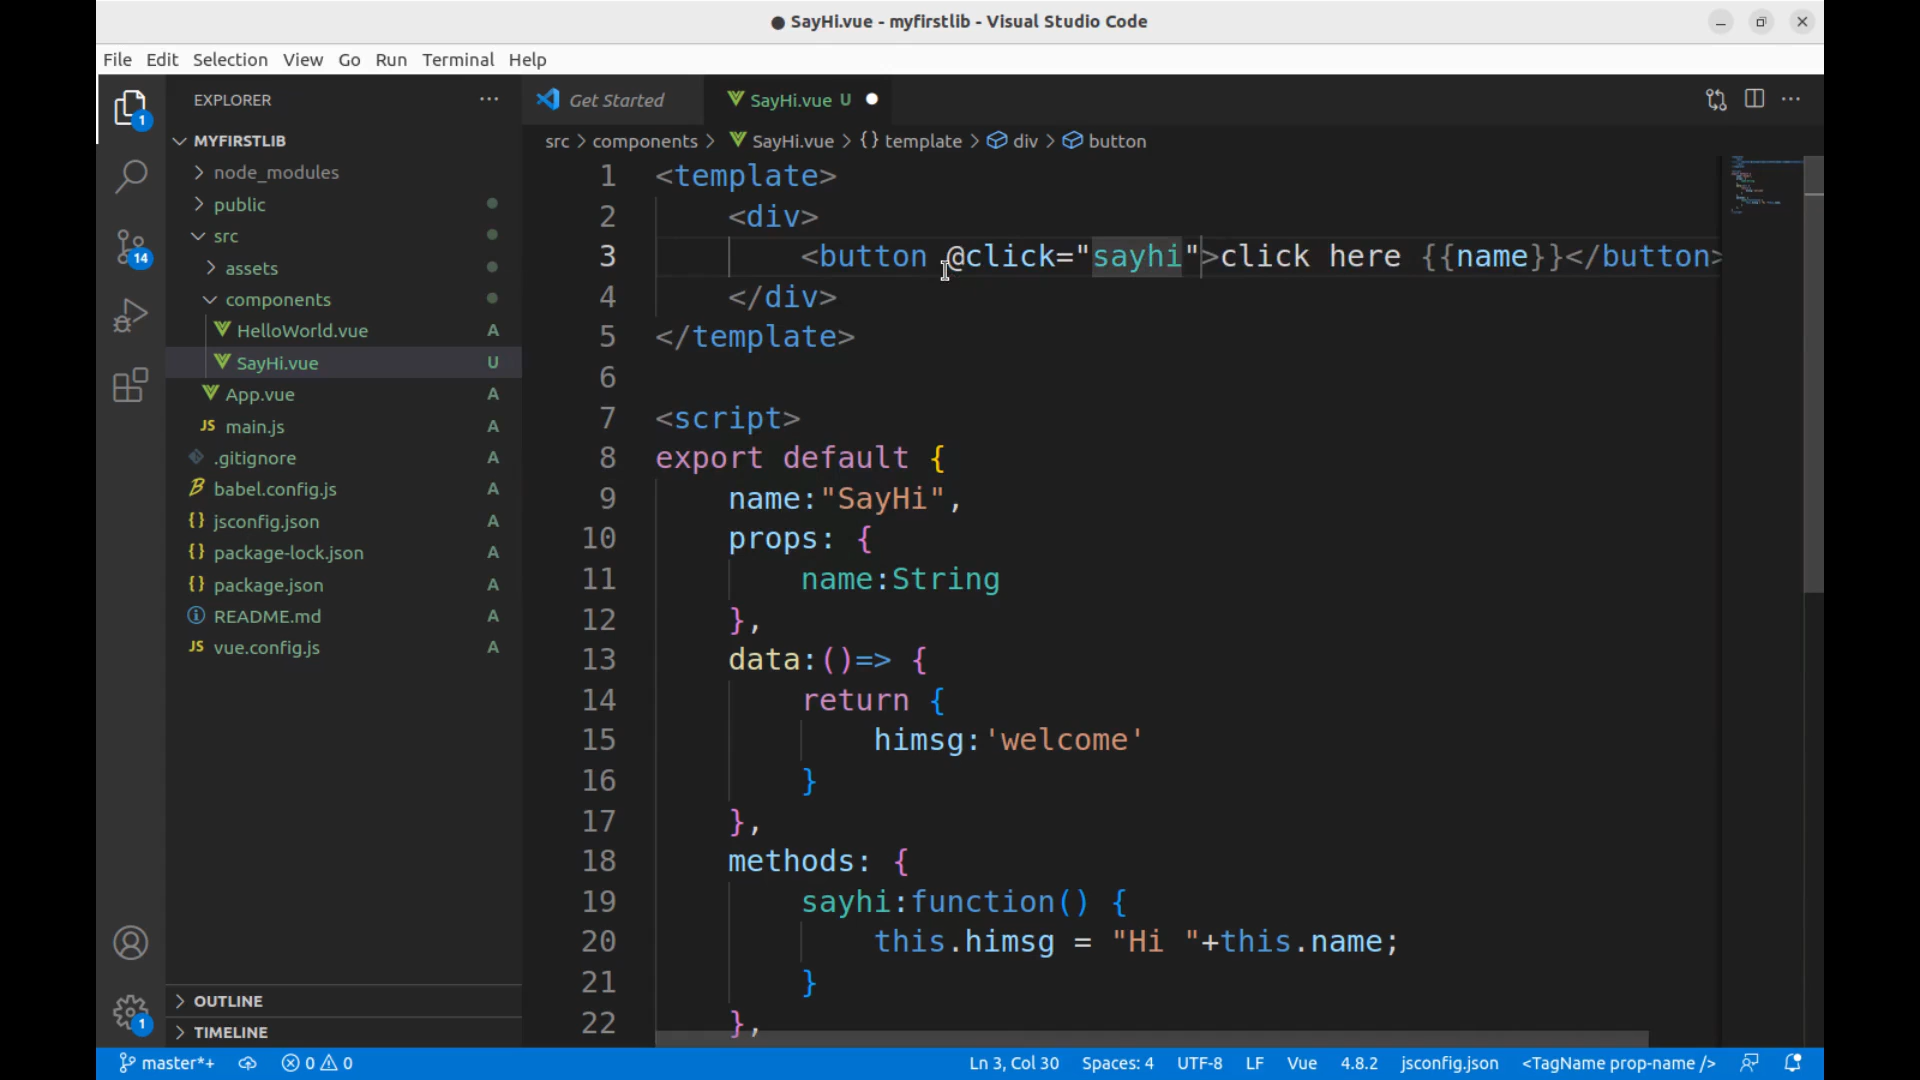 SayHi.vue - myfirstlib - Visual Studio Code
File Edit Selection View Go Run Terminal Help
EXPLORER
Get Started
SayHi.vue U
MYFIRSTLIB
src > components > SayHi.vue > {} template > div > button
node_modules
public
src
assets
components
HelloWorld.vue A
SayHi.vue U
App.vue A
JS main.js A
.gitignore A
babel.config.js A
{} jsconfig.json A
{} package-lock.json A
{} package.json A
README.md A
JS vue.config.js A
OUTLINE
TIMELINE
1
14
1
1 <template>
2 <div>
3 <button @click="sayhi">click here {{name}}</button>
4 </div>
5 </template>
6
7 <script>
8 export default {
9 name:"SayHi",
10 props: {
11 name:String
12 },
13 data:()=> {
14 return {
15 himsg:'welcome'
16 }
17 },
18 methods: {
19 sayhi:function() {
20 this.himsg = "Hi "+this.name;
21 }
22 },
master*+ 0 0 Ln 3, Col 30 Spaces: 4 UTF-8 LF Vue 4.8.2 jsconfig.json <TagName prop-name />